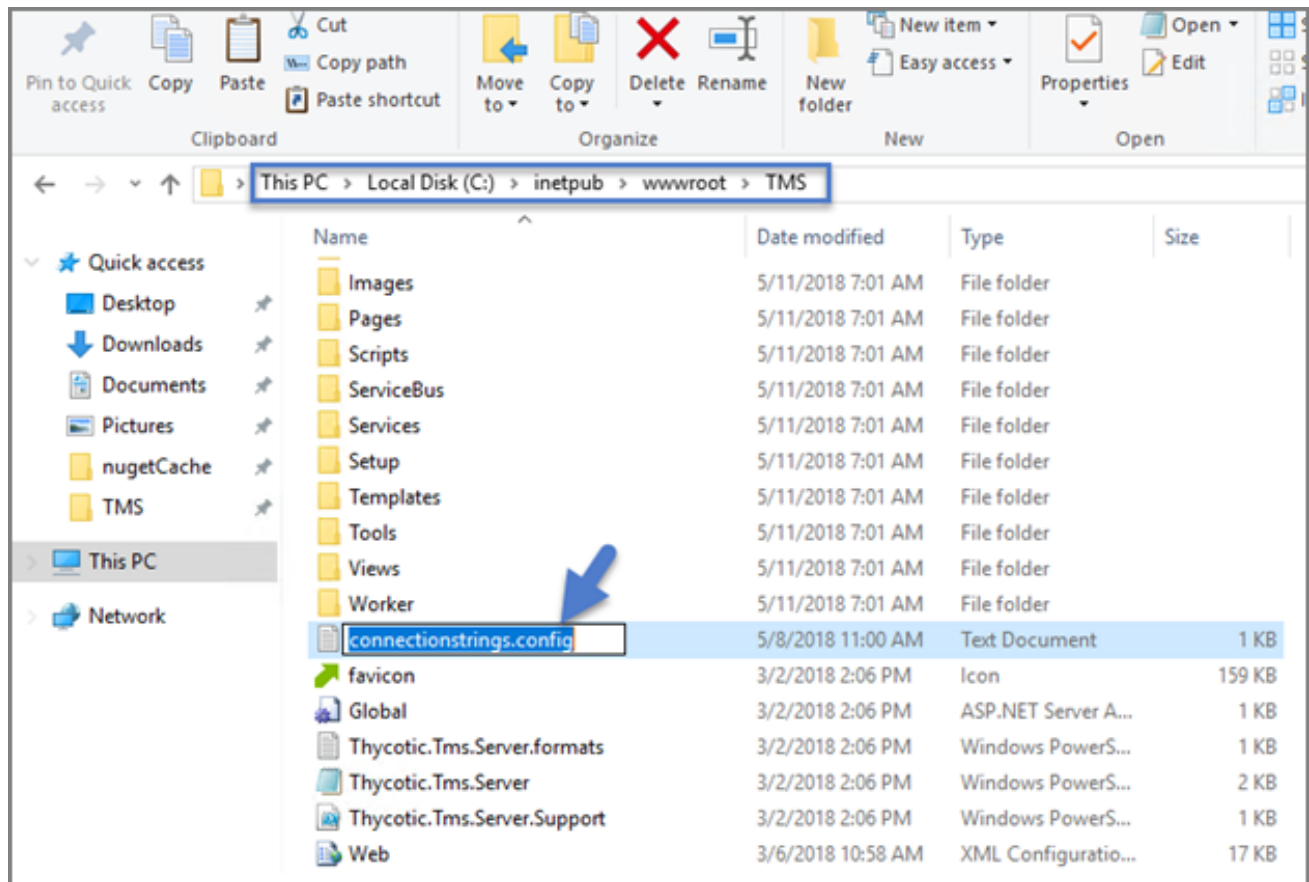 Cut
New item
Open
Copy path
Easy access
Edit
Pin to Quick access
Copy
Paste
Paste shortcut
Move to
Copy to
Delete
Rename
New folder
Properties
Clipboard
Organize
New
Open
This PC > Local Disk (C:) > inetpub > wwwroot > TMS
Name Date modified Type Size
Quick access
Desktop
Downloads
Documents
Pictures
nugetCache
TMS
This PC
Network
Images 5/11/2018 7:01 AM File folder
Pages 5/11/2018 7:01 AM File folder
Scripts 5/11/2018 7:01 AM File folder
ServiceBus 5/11/2018 7:01 AM File folder
Services 5/11/2018 7:01 AM File folder
Setup 5/11/2018 7:01 AM File folder
Templates 5/11/2018 7:01 AM File folder
Tools 5/11/2018 7:01 AM File folder
Views 5/11/2018 7:01 AM File folder
Worker 5/11/2018 7:01 AM File folder
connectionstrings.config 5/8/2018 11:00 AM Text Document 1 KB
favicon 3/2/2018 2:06 PM Icon 159 KB
Global 3/2/2018 2:06 PM ASP.NET Server A... 1 KB
Thycotic.Tms.Server.formats 3/2/2018 2:06 PM Windows PowerS... 1 KB
Thycotic.Tms.Server 3/2/2018 2:06 PM Windows PowerS... 2 KB
Thycotic.Tms.Server.Support 3/2/2018 2:06 PM Windows PowerS... 1 KB
Web 3/6/2018 10:58 AM XML Configuratio... 17 KB